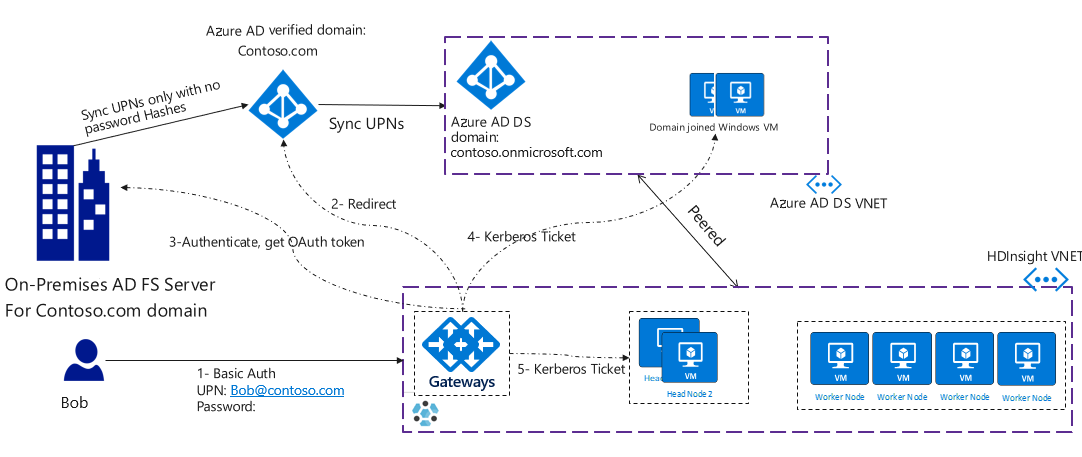 Azure AD verified domain:
Contoso.com
Sync UPNs only with no
password Hashes
Sync UPNs
Azure AD DS
domain:
contoso.onmicrosoft.com
VM
VM
Domain joined Windows VM
Azure AD DS VNET
2- Redirect
3-Authenticate, get OAuth token
4- Kerberos Ticket
Peered
HDInsight VNET
On-Premises AD FS Server
For Contoso.com domain
Bob
1- Basic Auth
UPN: Bob@contoso.com
Password:
Gateways
5- Kerberos Ticket
Hea
VM
Head Node 2
VM
VM
VM
VM
Worker Node
Worker Node
Worker Node
Worker Node